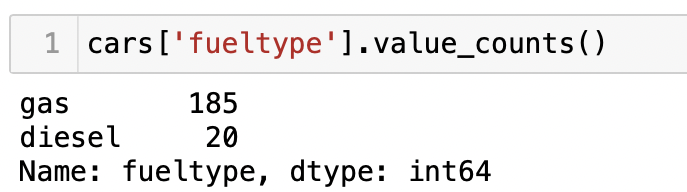 1 cars['fueltype'].value_counts()
gas       185
diesel     20
Name: fueltype, dtype: int64